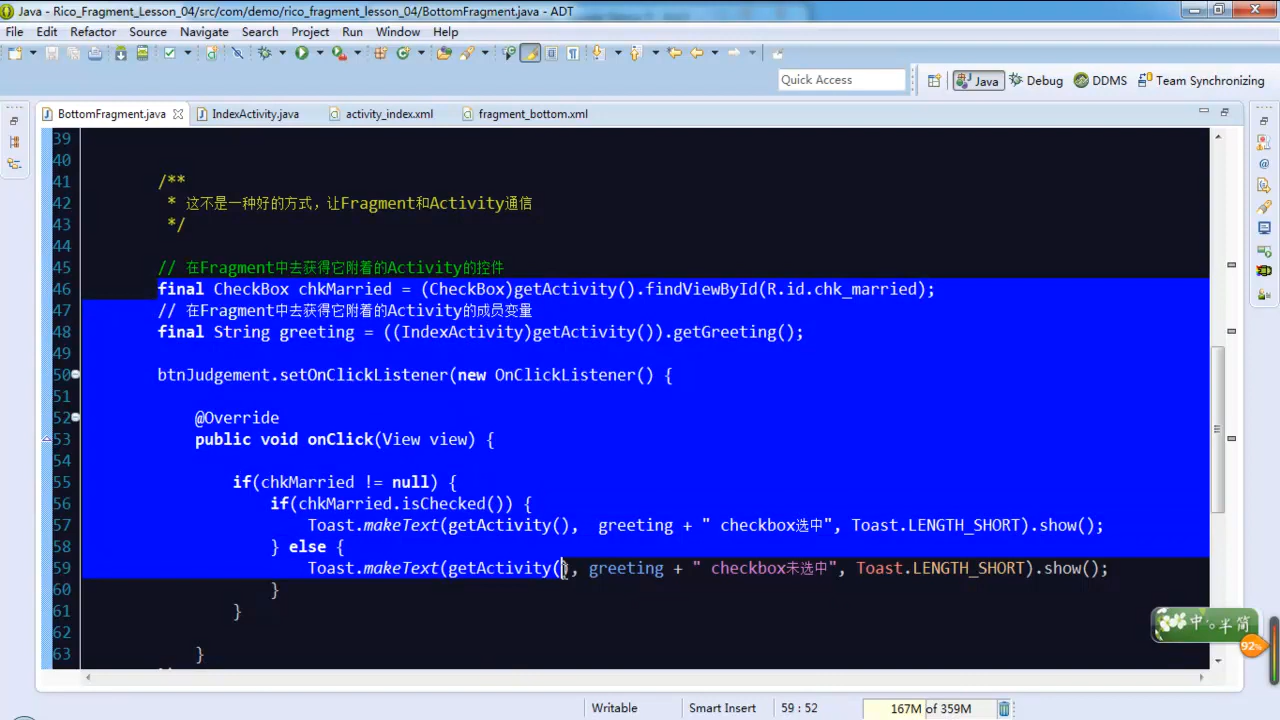 Java - Rico_Fragment_Lesson_04/src/com/demo/rico_fragment_lesson_04/BottomFragment.java - ADT
File Edit Refactor Source Navigate Search Project Run Window Help
Quick Access Java Debug DDMS Team Synchronizing
BottomFragment.java IndexActivity.java activity_index.xml fragment_bottom.xml
39
40
41 /**
42 * 这不是一种好的方式，让Fragment和Activity通信
43 */
44
45 // 在Fragment中去获得它附着的Activity的控件
46 final CheckBox chkMarried = (CheckBox)getActivity().findViewById(R.id.chk_married);
47 // 在Fragment中去获得它附着的Activity的成员变量
48 final String greeting = ((IndexActivity)getActivity()).getGreeting();
49
50 btnJudgement.setOnClickListener(new OnClickListener() {
51
52 @Override
53 public void onClick(View view) {
54
55 if(chkMarried != null) {
56 if(chkMarried.isChecked()) {
57 Toast.makeText(getActivity(),  greeting + " checkbox选中", Toast.LENGTH_SHORT).show();
58 } else {
59 Toast.makeText(getActivity(), greeting + " checkbox未选中", Toast.LENGTH_SHORT).show();
60 }
61 }
62
63 }
中 半 简
92%
Writable Smart Insert 59 : 52 167M of 359M